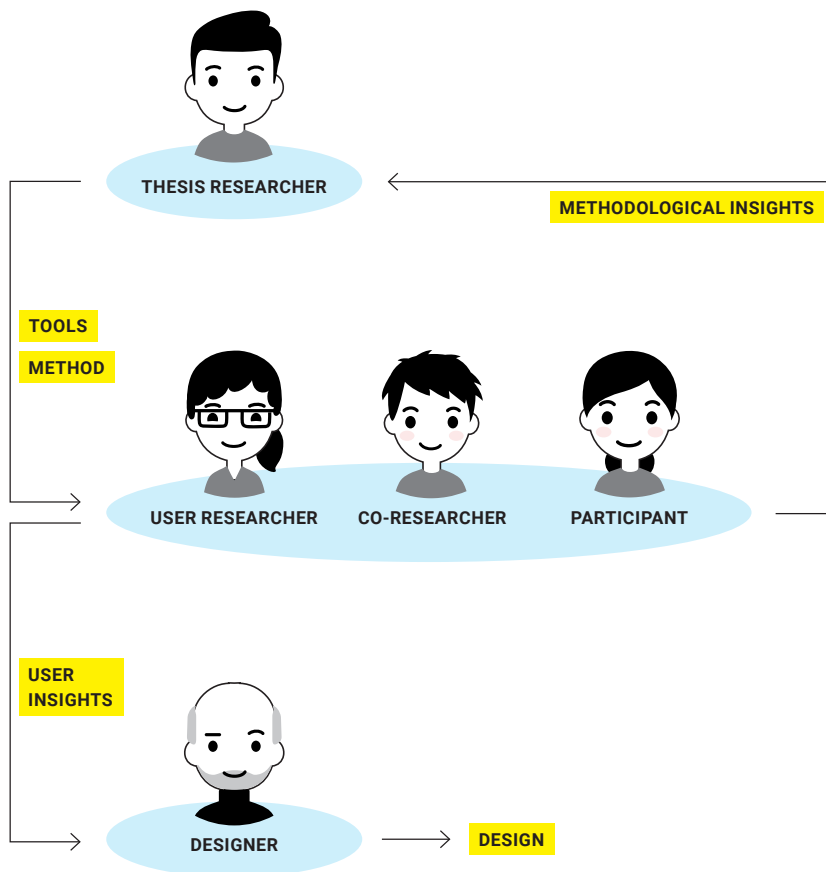 THESIS RESEARCHER
METHODOLOGICAL INSIGHTS
TOOLS
METHOD
USER RESEARCHER
CO-RESEARCHER
PARTICIPANT
USER
INSIGHTS
DESIGNER
DESIGN